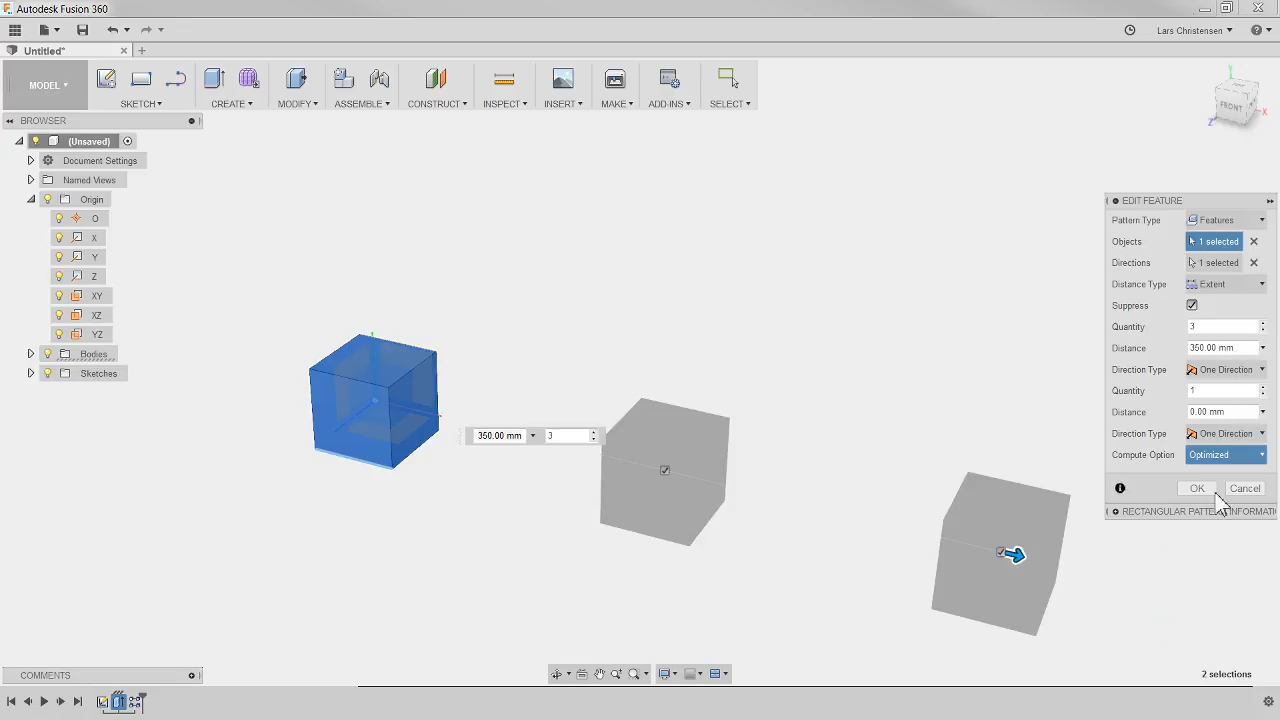 Autodesk Fusion 360
Lars Christensen
Untitled*
MODEL
SKETCH
CREATE
MODIFY
ASSEMBLE
CONSTRUCT
INSPECT
INSERT
MAKE
ADD-INS
SELECT
BROWSER
(Unsaved)
Document Settings
Named Views
Origin
O
X
Y
Z
XY
XZ
YZ
Bodies
Sketches
Y
FRONT
X
Z
350.00 mm 3
EDIT FEATURE
Pattern Type Features
Objects 1 selected
Directions 1 selected
Distance Type Extent
Suppress
Quantity 3
Distance 350.00 mm
Direction Type One Direction
Quantity 1
Distance 0.00 mm
Direction Type One Direction
Compute Option Optimized
OK Cancel
RECTANGULAR PATTERN INFORMATI
COMMENTS
2 selections